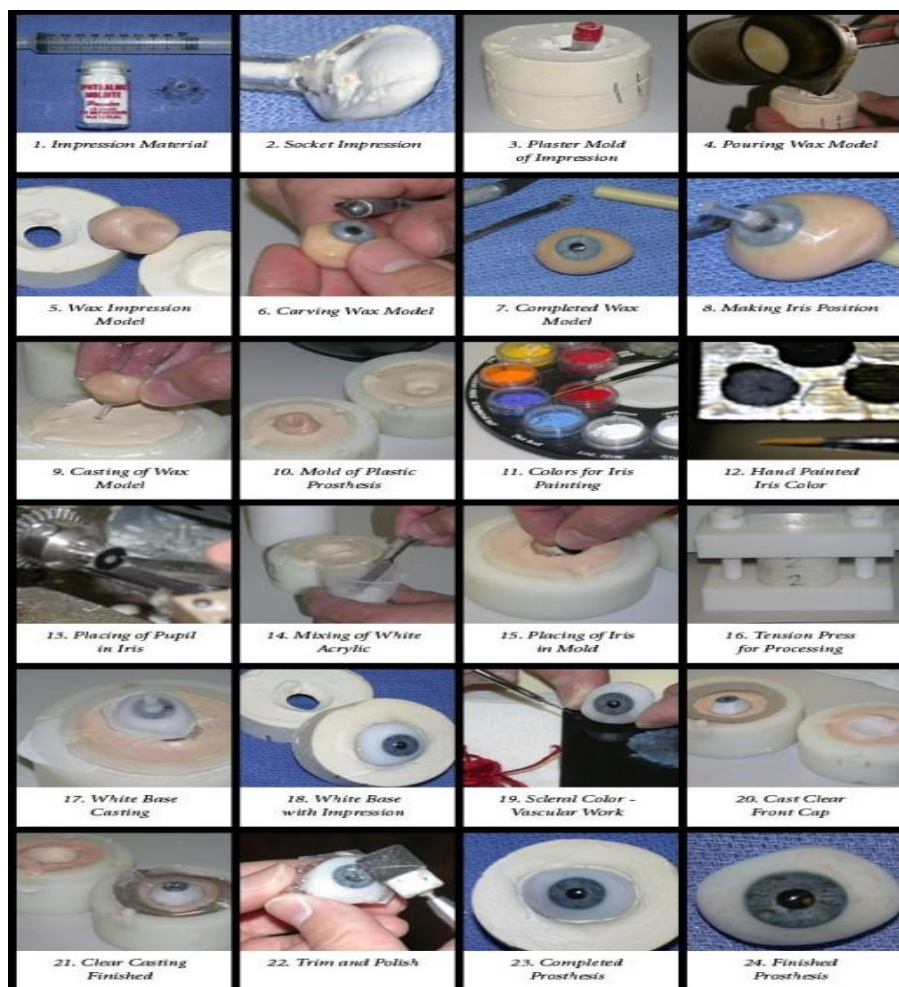 OPHTHALMIC
MOLDITE
1. Impression Material
2. Socket Impression
3. Plaster Mold
of Impression
4. Pouring Wax Model
5. Wax Impression
Model
6. Carving Wax Model
7. Completed Wax
Model
8. Making Iris Position
9. Casting of Wax
Model
10. Mold of Plastic
Prosthesis
11. Colors for Iris
Painting
12. Hand Painted
Iris Color
13. Placing of Pupil
in Iris
14. Mixing of White
Acrylic
15. Placing of Iris
in Mold
2
2
16. Tension Press
for Processing
17. White Base
Casting
18. White Base
with Impression
19. Scleral Color -
Vascular Work
20. Cast Clear
Front Cap
21. Clear Casting
Finished
22. Trim and Polish
23. Completed
Prosthesis
24. Finished
Prosthesis